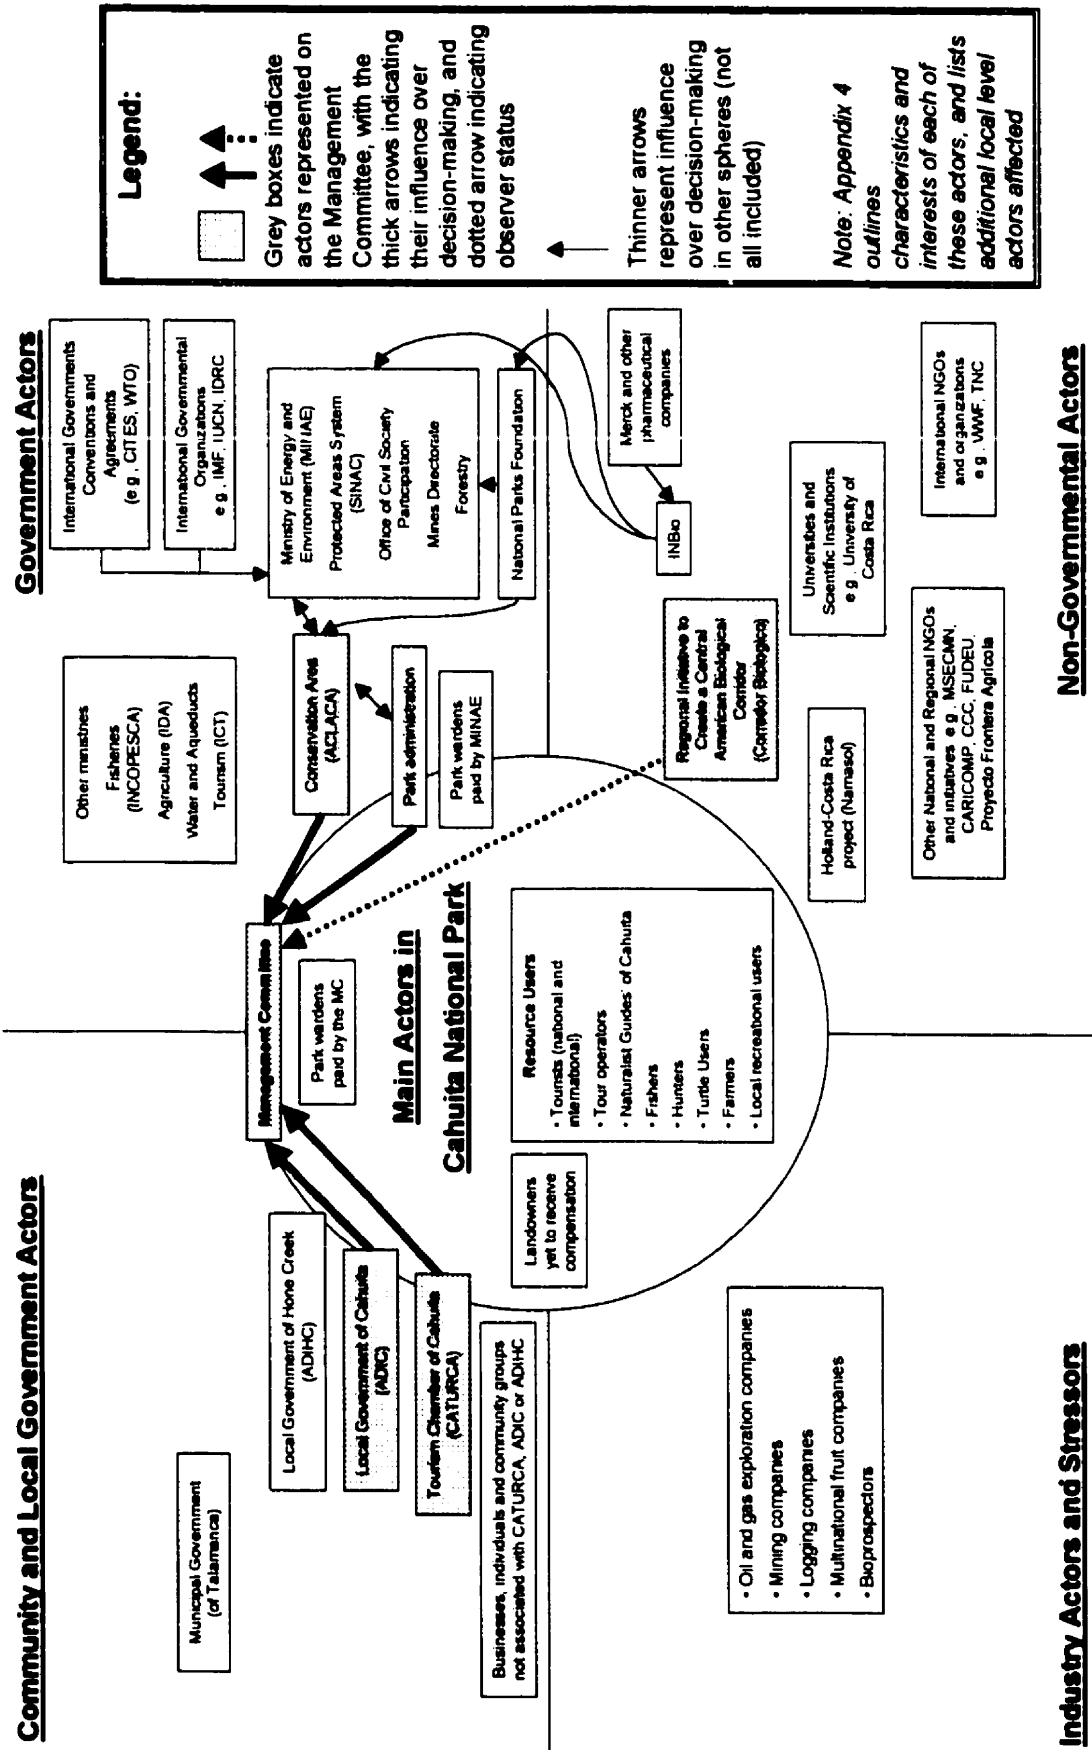 Community and Local Government Actors
Municipal Government
(of Talamanca)
Local Government of Hone Creek
(ADIHC)
Local Government of Cahuita
(ADIC)
Tourism Chamber of Cahuita
(CATURCA)
Businesses, individuals and community groups
not associated with CATURCA, ADIC or ADIHC
Management Committee
Park wardens
paid by the MC
Main Actors in
Cahuita National Park
Landowners
yet to receive
compensation
Resource Users
• Tourists (national and
international)
• Tour operators
• Naturalist Guides' of Cahuita
• Fishers
• Hunters
• Turtle Users
• Farmers
• Local recreational users
Government Actors
Other ministries
Fisheries
(INCOPESCA)
Agriculture (IDA)
Water and Aqueducts
Tourism (ICT)
International Governments
Conventions and
Agreements
(e.g., CITES, WTO)
International Governmental
Organizations
e g , IMF, IUCN, IDRC
Conservation Area
(ACLACA)
Park administration
Park wardens
paid by MINAE
Ministry of Energy and
Environment (MINAE)
Protected Areas System
(SINAC)
Office of Civil Society
Participation
Mines Directorate
Forestry
National Parks Foundation
INBio
Merck and other
pharmaceutical
companies
Regional Initiative to
Create a Central
American Biological
Corridor
(Corredor Biologico)
Universities and
Scientific Institutions
e g . University of
Costa Rica
Holland-Costa Rica
project (Namasol)
Other National and Regional NGOs
and initiatives e g . MSECMN,
CARICOMP, CCC, FUDEU,
Proyecto Frontera Agricola
International NGOs
and organizations
e g . WWF, TNC
Non-Governmental Actors
Industry Actors and Stressors
• Oil and gas exploration companies
• Mining companies
• Logging companies
• Multinational fruit companies
• Bioprospectors
Legend:
Grey boxes indicate
actors represented on
the Management
Committee, with the
thick arrows indicating
their influence over
decision-making, and
dotted arrow indicating
observer status
Thinner arrows
represent influence
over decision-making
in other spheres (not
all included)
Note: Appendix 4
outlines
characteristics and
interests of each of
these actors, and lists
additional local level
actors affected